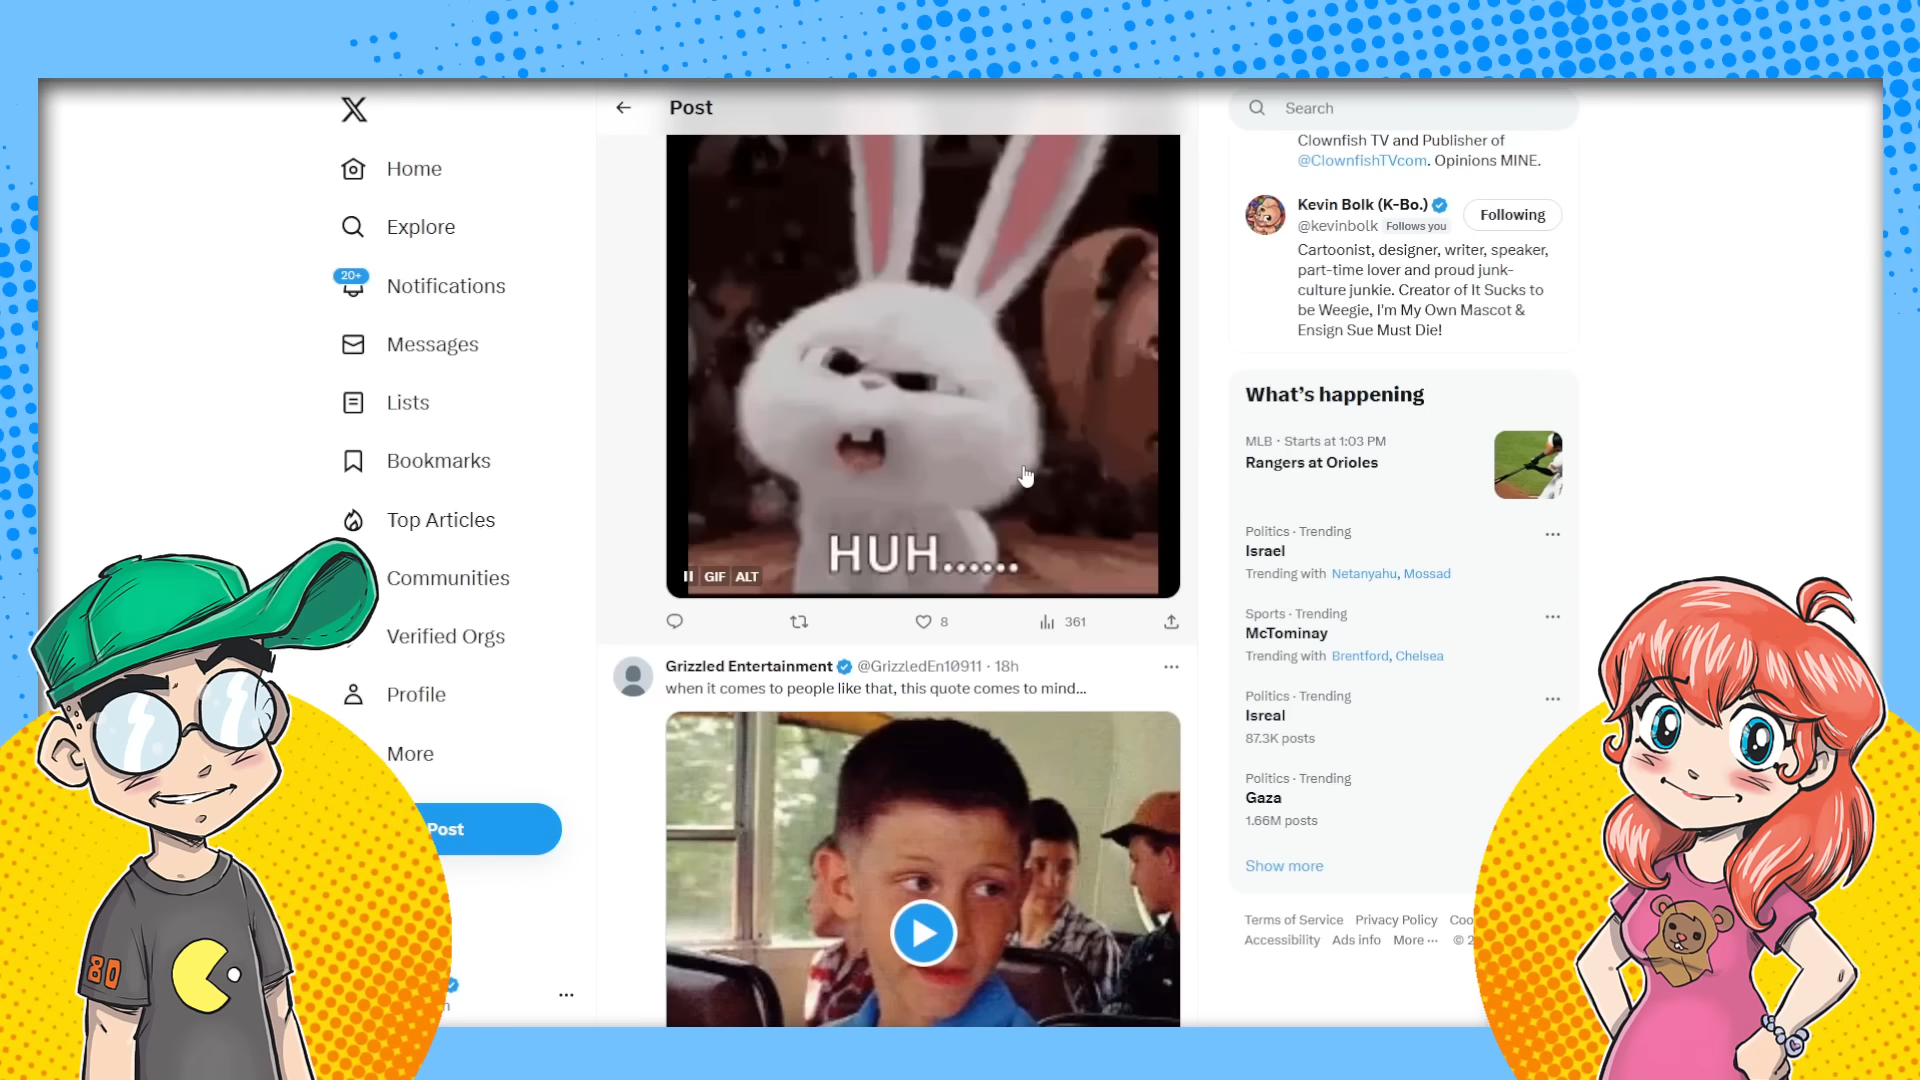 Home
Explore
20+
Notifications
Messages
Lists
Bookmarks
Top Articles
Communities
Verified Orgs
Profile
More
Post
80
Post
HUH......
GIF ALT
8
361
Grizzled Entertainment @GrizzledEn10911 · 18h
when it comes to people like that, this quote comes to mind...
Search
Clownfish TV and Publisher of
@ClownfishTVcom. Opinions MINE.
Kevin Bolk (K-Bo.)
@kevinbolk Follows you
Following
Cartoonist, designer, writer, speaker,
part-time lover and proud junk-
culture junkie. Creator of It Sucks to
be Weegie, I'm My Own Mascot &
Ensign Sue Must Die!
What's happening
MLB · Starts at 1:03 PM
Rangers at Orioles
Politics · Trending
Israel
Trending with Netanyahu, Mossad
Sports · Trending
McTominay
Trending with Brentford, Chelsea
Politics · Trending
Isreal
87.3K posts
Politics · Trending
Gaza
1.66M posts
Show more
Terms of Service Privacy Policy Coo
Accessibility Ads info More ··· © 2